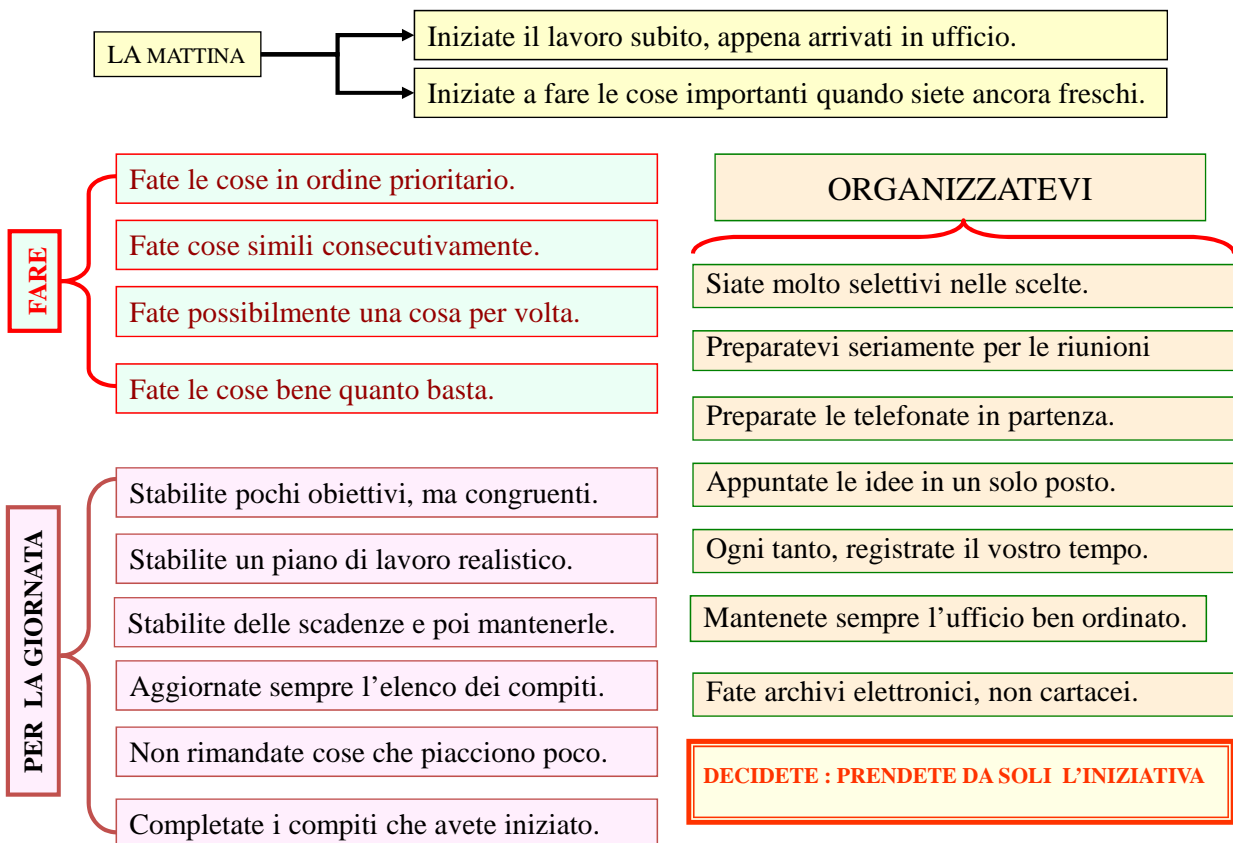 LA MATTINA
Iniziate il lavoro subito, appena arrivati in ufficio.
Iniziate a fare le cose importanti quando siete ancora freschi.
FARE
Fate le cose in ordine prioritario.
Fate cose simili consecutivamente.
Fate possibilmente una cosa per volta.
Fate le cose bene quanto basta.
PER LA GIORNATA
Stabilite pochi obiettivi, ma congruenti.
Stabilite un piano di lavoro realistico.
Stabilite delle scadenze e poi mantenerle.
Aggiornate sempre l’elenco dei compiti.
Non rimandate cose che piacciono poco.
Completate i compiti che avete iniziato.
ORGANIZZATEVI
Siate molto selettivi nelle scelte.
Preparatevi seriamente per le riunioni
Preparate le telefonate in partenza.
Appuntate le idee in un solo posto.
Ogni tanto, registrate il vostro tempo.
Mantenete sempre l’ufficio ben ordinato.
Fate archivi elettronici, non cartacei.
DECIDETE : PRENDETE DA SOLI L’INIZIATIVA